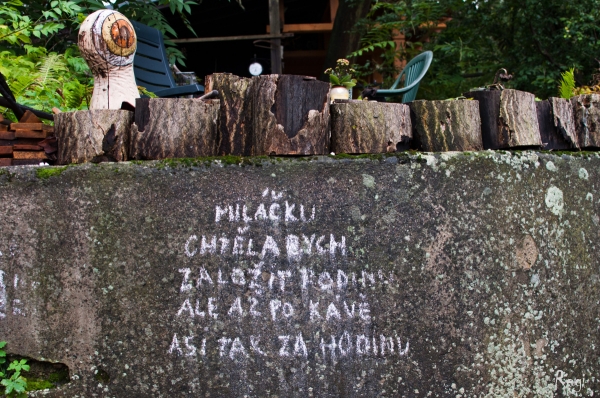 MILÁČKU
CHTĚLA BYCH
ZALOŽIT RODINU
ALE AŽ PO KÁVĚ
ASI TAK ZA HODINU